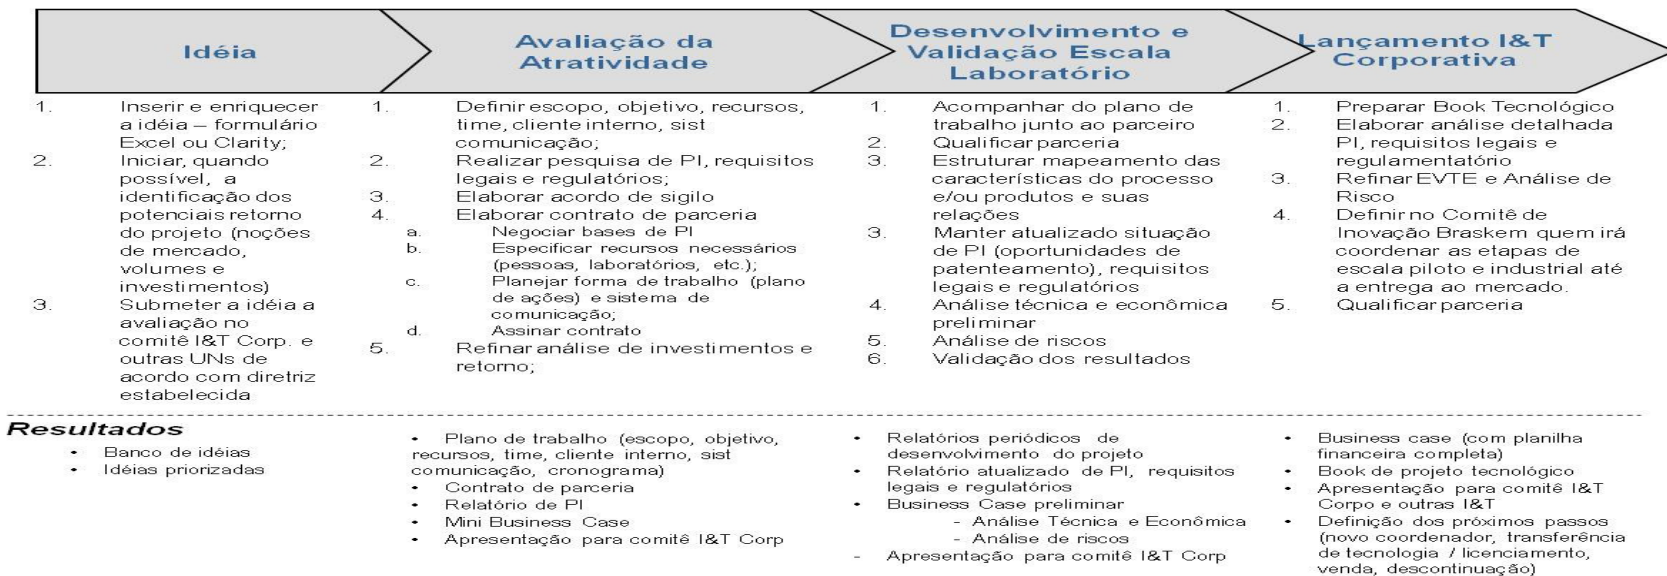 Idéia
Avaliação da
Atratividade
Desenvolvimento e
Validação Escala
Laboratório
Lançamento I&T
Corporativa
1. Inserir e enriquecer
a idéia – formulário
Excel ou Clarity;
2. Iniciar, quando
possível, a
identificação dos
potenciais retorno
do projeto (noções
de mercado,
volumes e
investimentos)
3. Submeter a idéia a
avaliação no
comitê I&T Corp. e
outras UNs de
acordo com diretriz
estabelecida
1. Definir escopo, objetivo, recursos,
time, cliente interno, sist
comunicação;
2. Realizar pesquisa de PI, requisitos
legais e regulatórios;
3. Elaborar acordo de sigilo
4. Elaborar contrato de parceria
a. Negociar bases de PI
b. Especificar recursos necessários
(pessoas, laboratórios, etc.);
c. Planejar forma de trabalho (plano
de ações) e sistema de
comunicação;
d. Assinar contrato
5. Refinar análise de investimentos e
retorno;
1. Acompanhar do plano de
trabalho junto ao parceiro
2. Qualificar parceria
3. Estruturar mapeamento das
características do processo
e/ou produtos e suas
relações
3. Manter atualizado situação
de PI (oportunidades de
patenteamento), requisitos
legais e regulatórios
4. Análise técnica e econômica
preliminar
5. Análise de riscos
6. Validação dos resultados
1. Preparar Book Tecnológico
2. Elaborar análise detalhada
PI, requisitos legais e
regulamentatório
3. Refinar EVTE e Análise de
Risco
4. Definir no Comitê de
Inovação Braskem quem irá
coordenar as etapas de
escala piloto e industrial até
a entrega ao mercado.
5. Qualificar parceria
Resultados
• Banco de idéias
• Idéias priorizadas
• Plano de trabalho (escopo, objetivo,
recursos, time, cliente interno, sist
comunicação, cronograma)
• Contrato de parceria
• Relatório de PI
• Mini Business Case
• Apresentação para comitê I&T Corp
• Relatórios periódicos de
desenvolvimento do projeto
• Relatório atualizado de PI, requisitos
legais e regulatórios
• Business Case preliminar
- Análise Técnica e Econômica
- Análise de riscos
- Apresentação para comitê I&T Corp
• Business case (com planilha
financeira completa)
• Book de projeto tecnológico
• Apresentação para comitê I&T
Corpo e outras I&T
• Definição dos próximos passos
(novo coordenador, transferência
de tecnologia / licenciamento,
venda, descontinuação)